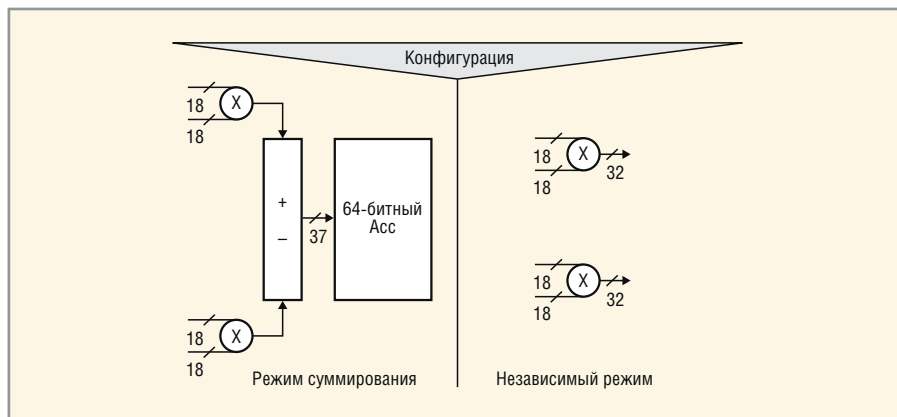 Конфигурация
18
X
18
+
–
37
64-битный
Acc
18
X
18
Режим суммирования
18
X
32
18
18
X
32
18
Независимый режим